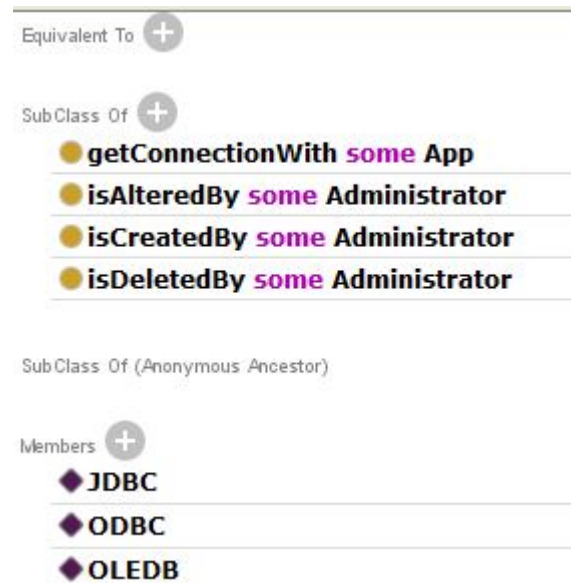 Equivalent To
SubClass Of
getConnectionWith some App
isAlteredBy some Administrator
isCreatedBy some Administrator
isDeletedBy some Administrator
SubClass Of (Anonymous Ancestor)
Members
JDBC
ODBC
OLEDB